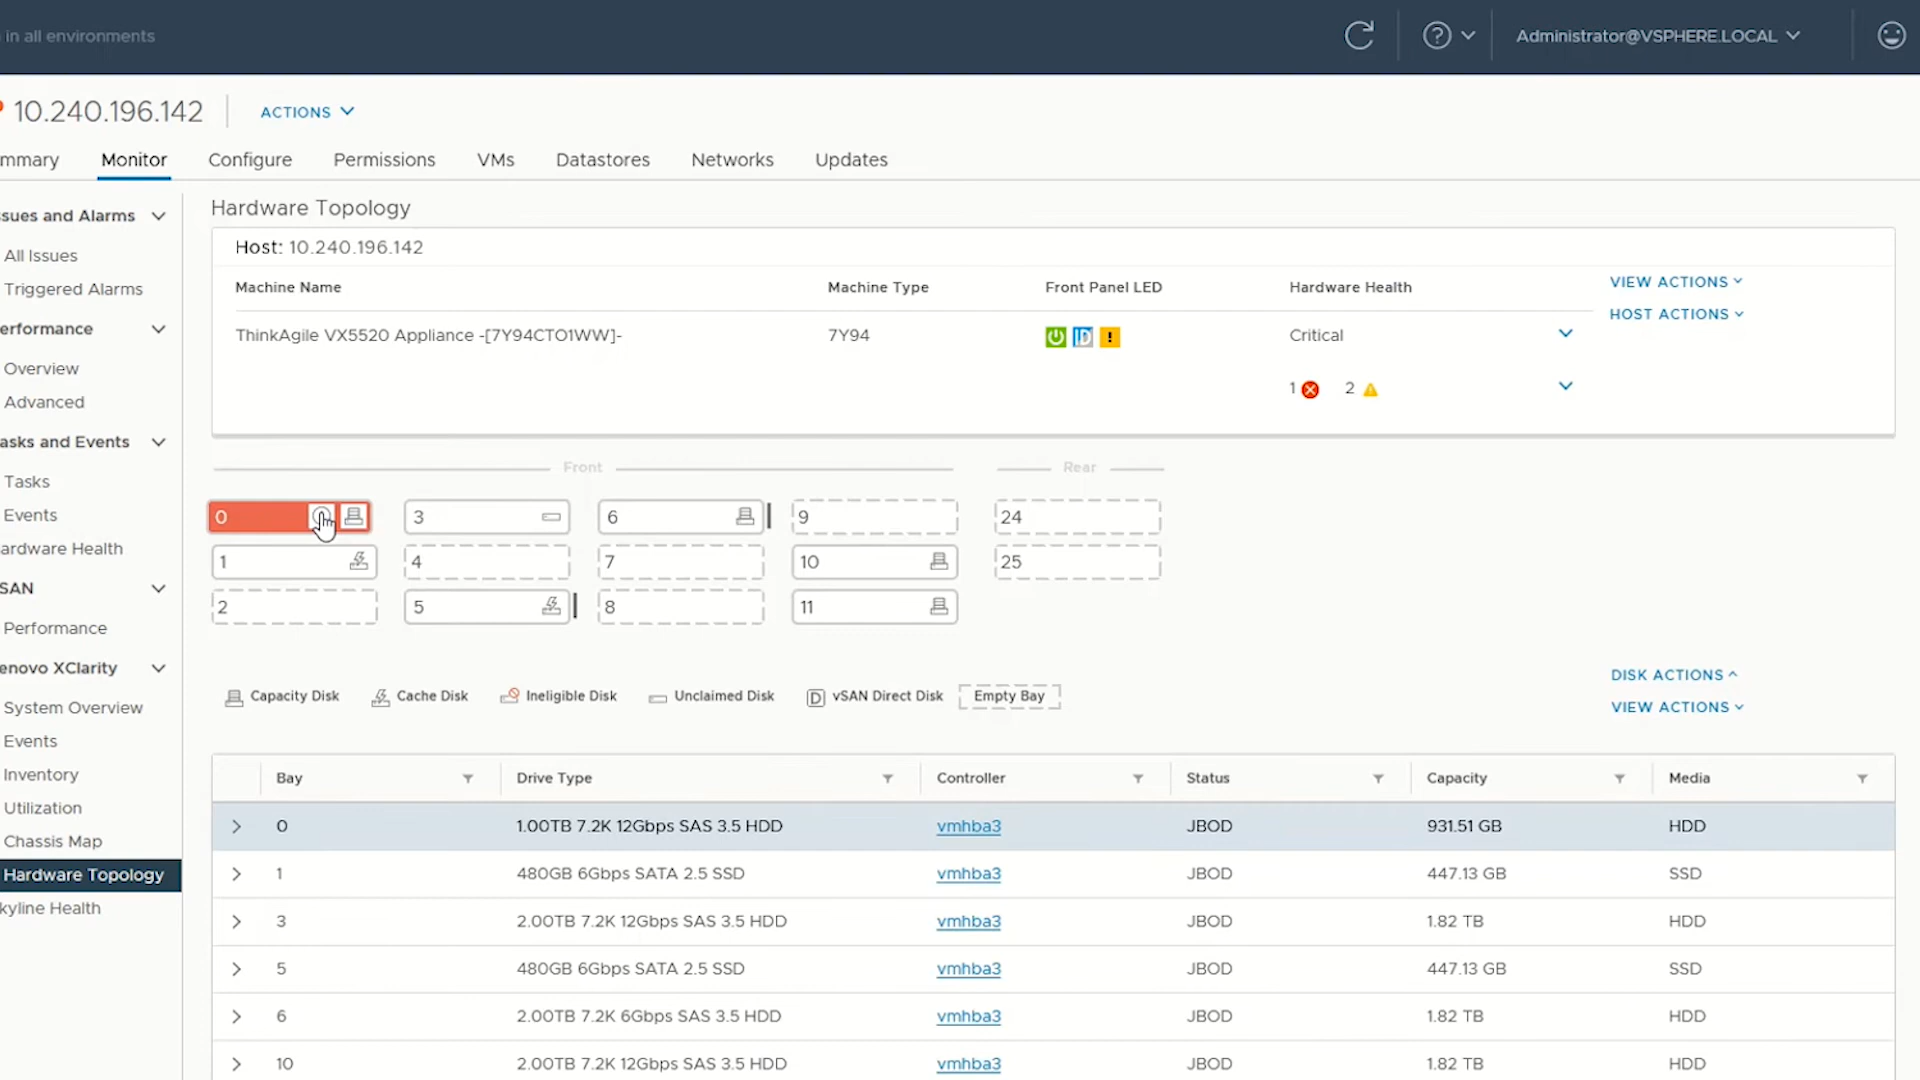 in all environments
Administrator@VSPHERE.LOCAL
10.240.196.142
ACTIONS
mmary Monitor Configure Permissions VMs Datastores Networks Updates
ssues and Alarms
All Issues
Triggered Alarms
erformance
Overview
Advanced
asks and Events
Tasks
Events
ardware Health
SAN
Performance
enovo XClarity
System Overview
Events
Inventory
Utilization
Chassis Map
Hardware Topology
kyline Health
Hardware Topology
Host: 10.240.196.142
Machine Name Machine Type Front Panel LED Hardware Health
ThinkAgile VX5520 Appliance -[7Y94CTO1WW]- 7Y94 ID ! Critical
1 2
VIEW ACTIONS
HOST ACTIONS
Front Rear
0 3 6 9 24
1 4 7 10 25
2 5 8 11
Capacity Disk Cache Disk Ineligible Disk Unclaimed Disk D vSAN Direct Disk Empty Bay
DISK ACTIONS
VIEW ACTIONS
Bay Drive Type Controller Status Capacity Media
0 1.00TB 7.2K 12Gbps SAS 3.5 HDD vmhba3 JBOD 931.51 GB HDD
1 480GB 6Gbps SATA 2.5 SSD vmhba3 JBOD 447.13 GB SSD
3 2.00TB 7.2K 12Gbps SAS 3.5 HDD vmhba3 JBOD 1.82 TB HDD
5 480GB 6Gbps SATA 2.5 SSD vmhba3 JBOD 447.13 GB SSD
6 2.00TB 7.2K 6Gbps SAS 3.5 HDD vmhba3 JBOD 1.82 TB HDD
10 2.00TB 7.2K 12Gbps SAS 3.5 HDD vmhba3 JBOD 1.82 TB HDD